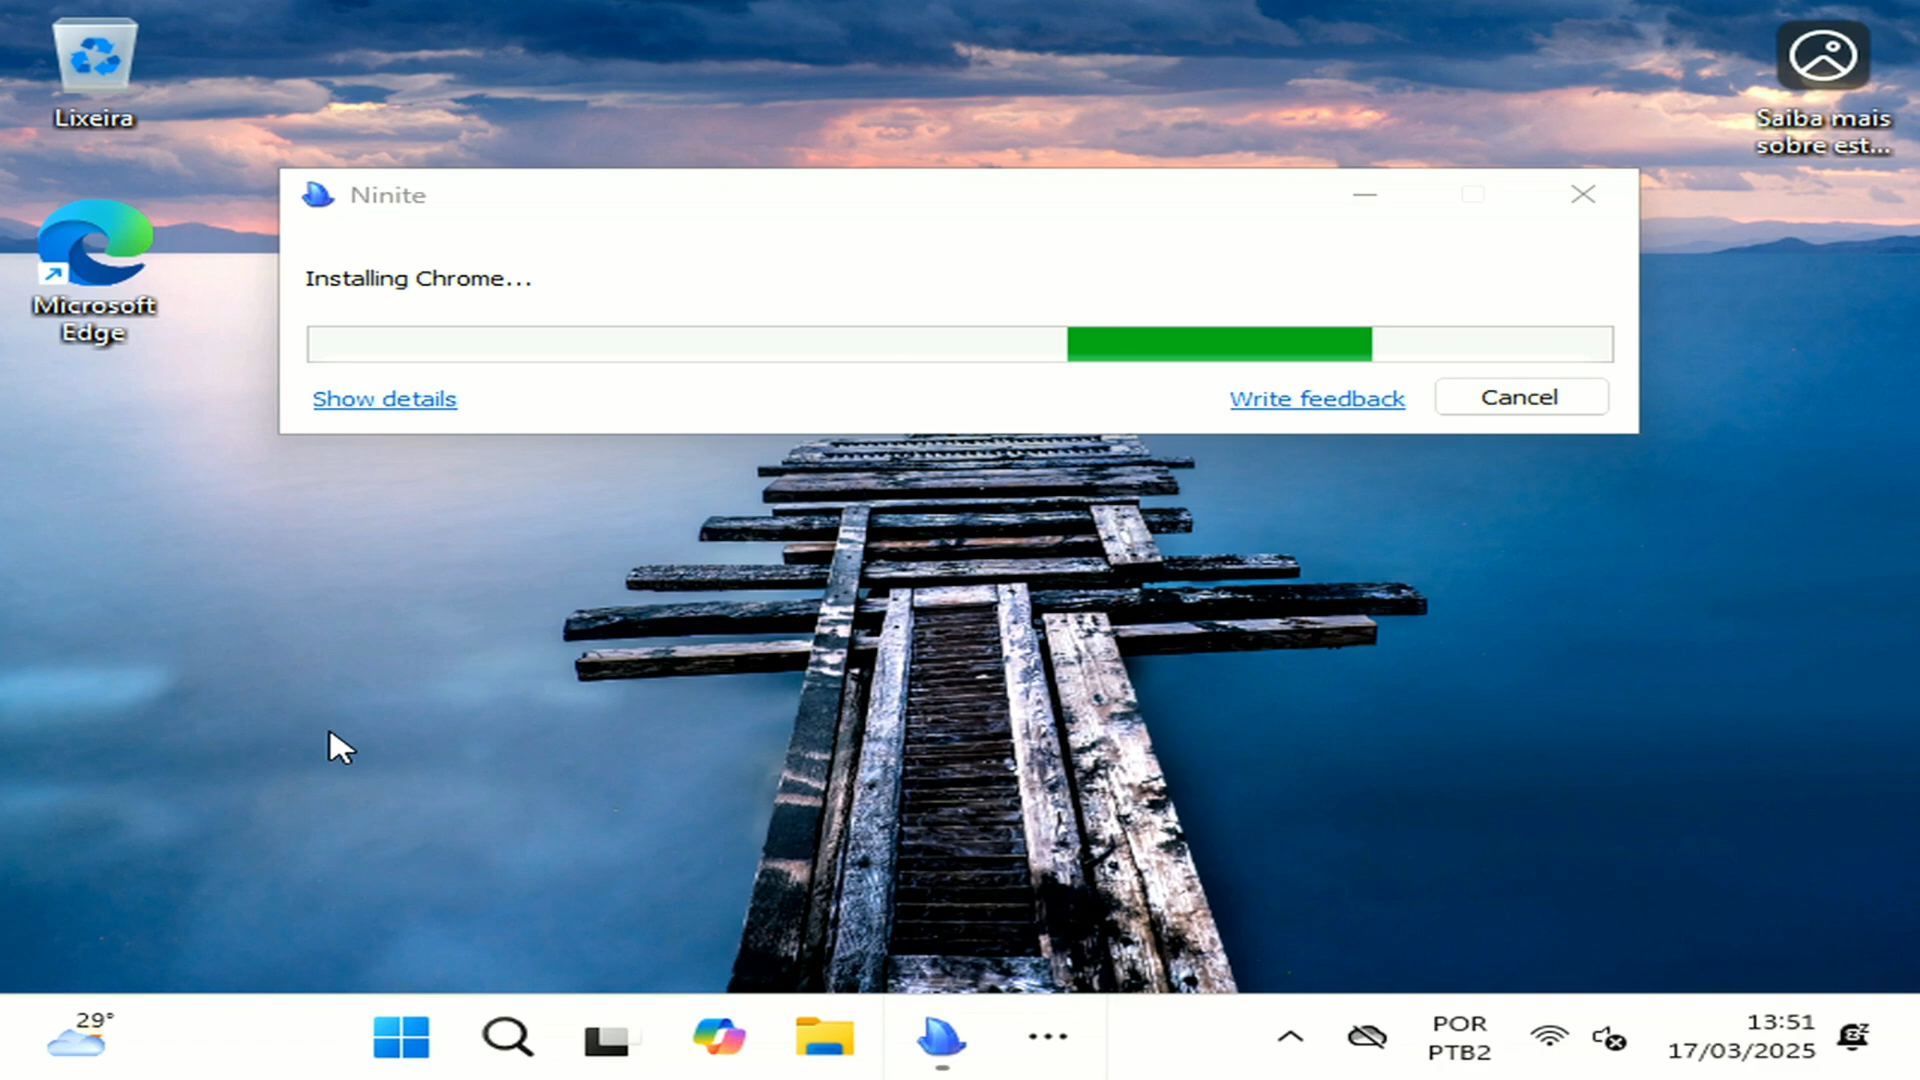 Lixeira
Saiba mais
sobre est...
Ninite
Microsoft
Edge
Installing Chrome...
Show details
Write feedback
Cancel
29°
POR
PTB2
13:51
17/03/2025